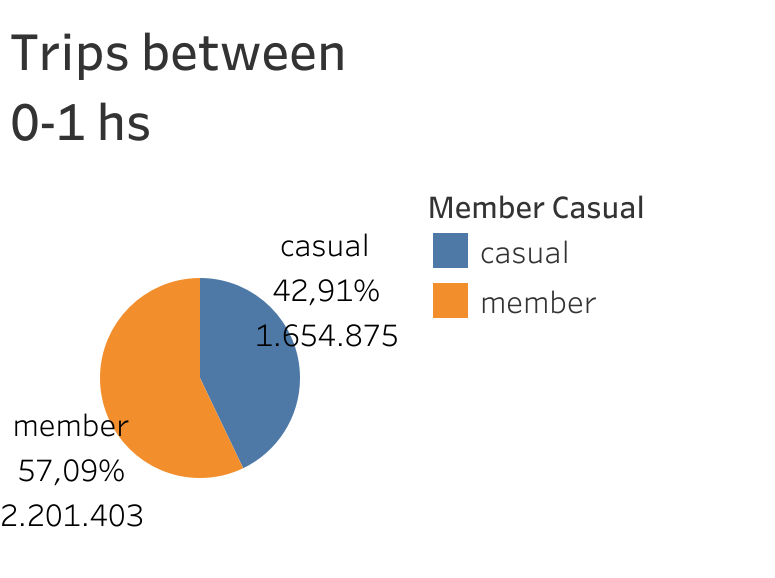 Trips between
0-1 hs
Member Casual
casual
member
casual
42,91%
1.654.875
member
57,09%
2.201.403